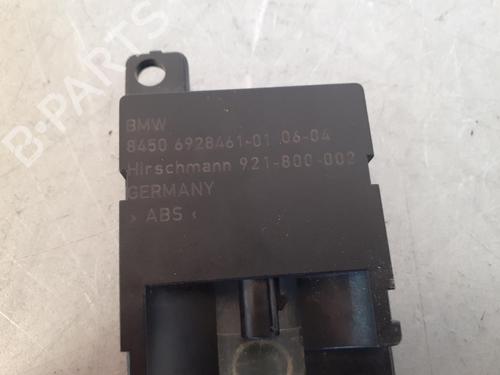 B-PARTS
BMW
8450 6928461-01 06-04
Hirschmann 921-800-002
GERMANY
> ABS <